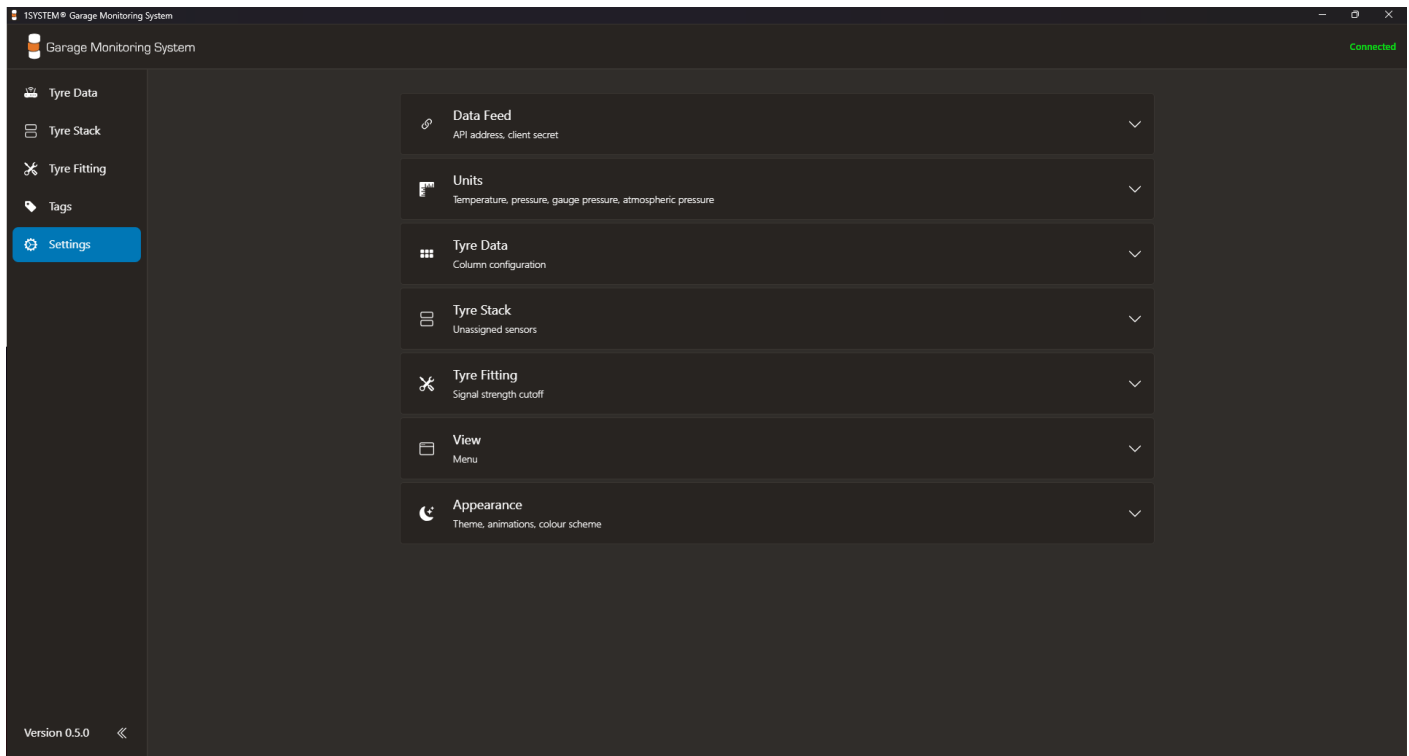 1SYSTEM® Garage Monitoring System
Garage Monitoring System
Connected
Tyre Data
Tyre Stack
Tyre Fitting
Tags
Settings
Data Feed
API address, client secret
Units
Temperature, pressure, gauge pressure, atmospheric pressure
Tyre Data
Column configuration
Tyre Stack
Unassigned sensors
Tyre Fitting
Signal strength cutoff
View
Menu
Appearance
Theme, animations, colour scheme
Version 0.5.0